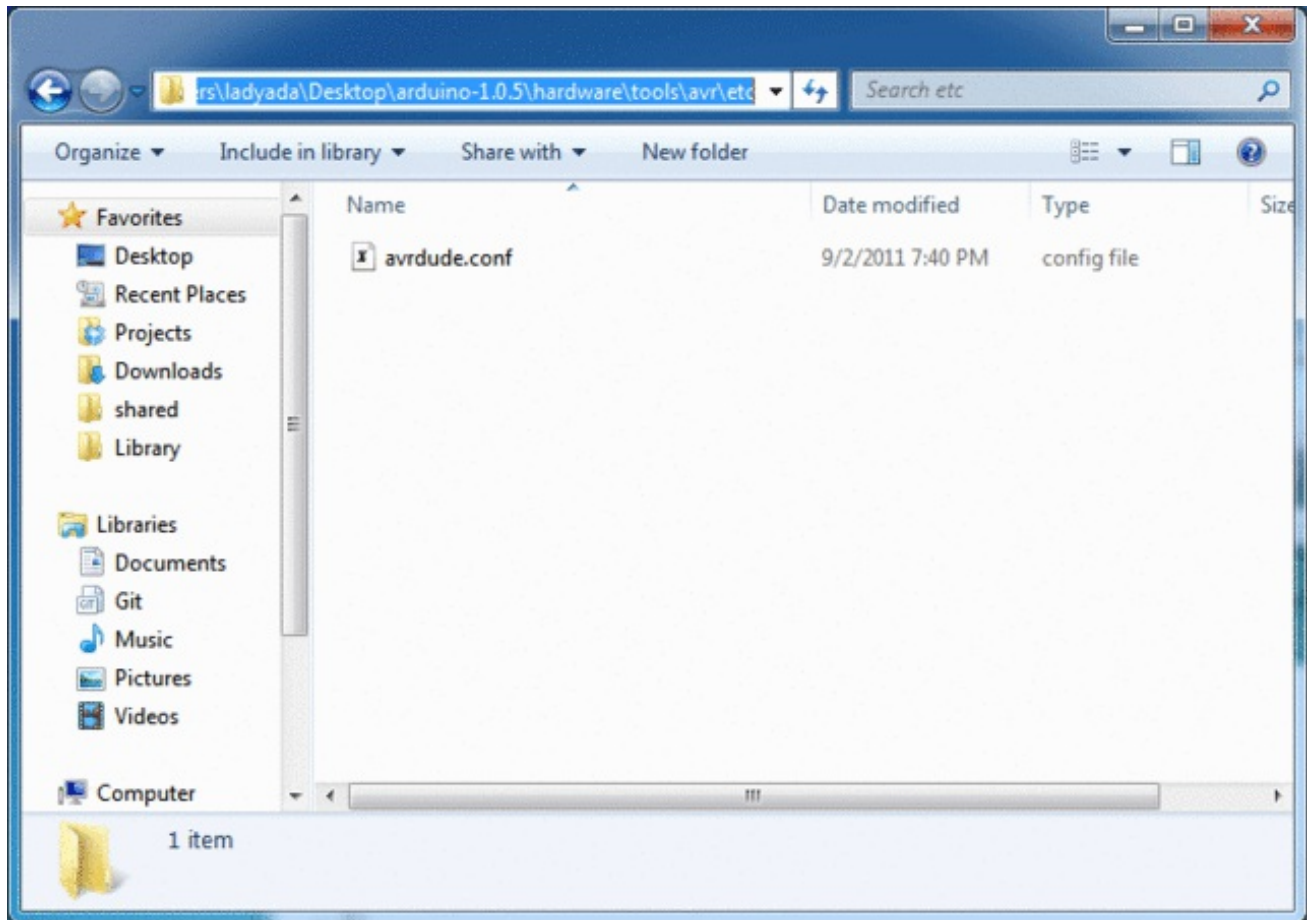 ers\ladyada\Desktop\arduino-1.0.5\hardware\tools\avr\etc
Search etc
Organize Include in library Share with New folder
Favorites
Desktop
Recent Places
Projects
Downloads
shared
Library
Libraries
Documents
Git
Music
Pictures
Videos
Computer
Name Date modified Type Size
avrdude.conf 9/2/2011 7:40 PM config file
1 item